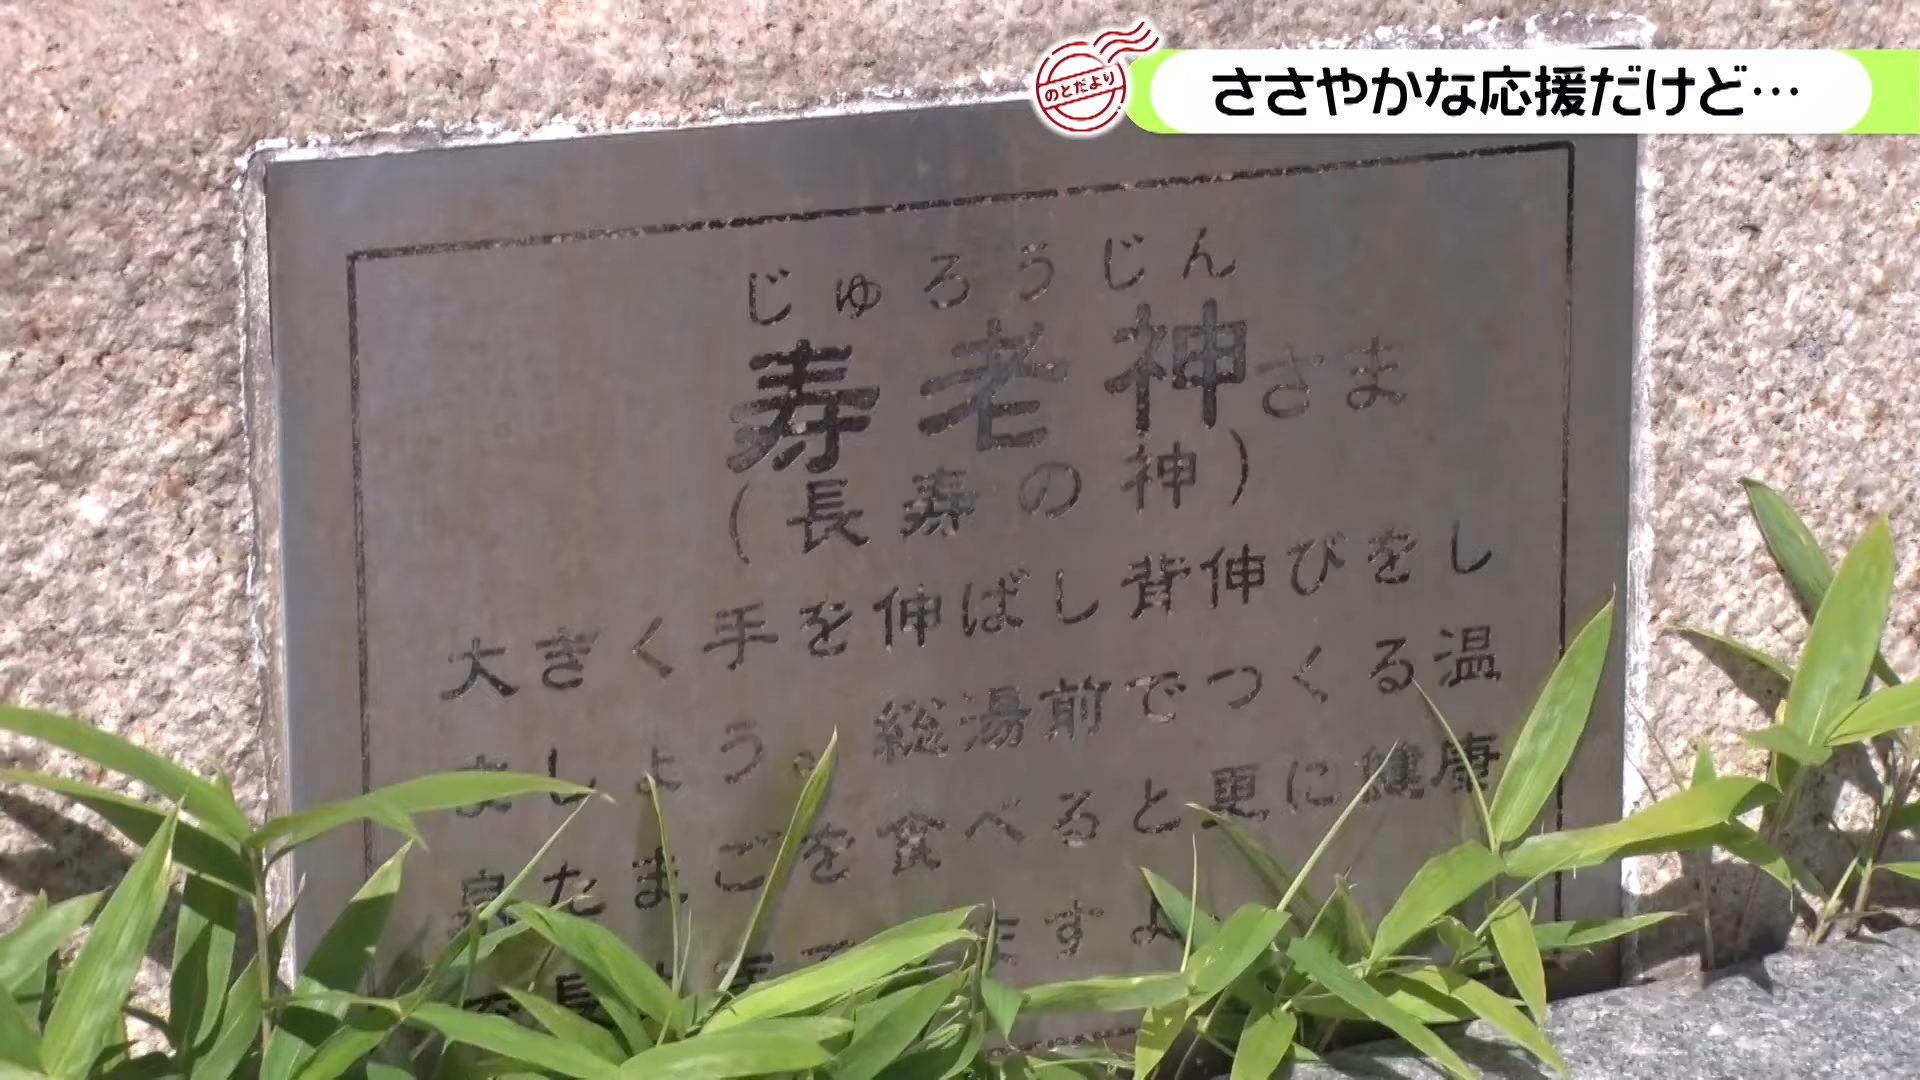 のとだより
ささやかな応援だけど…
じゅろうじん
寿老神さま
(長寿の神)
大きく手を伸ばし背伸びをし
ましょう。総湯前でつくる温
泉たまごを食べると更に健康
ますよ